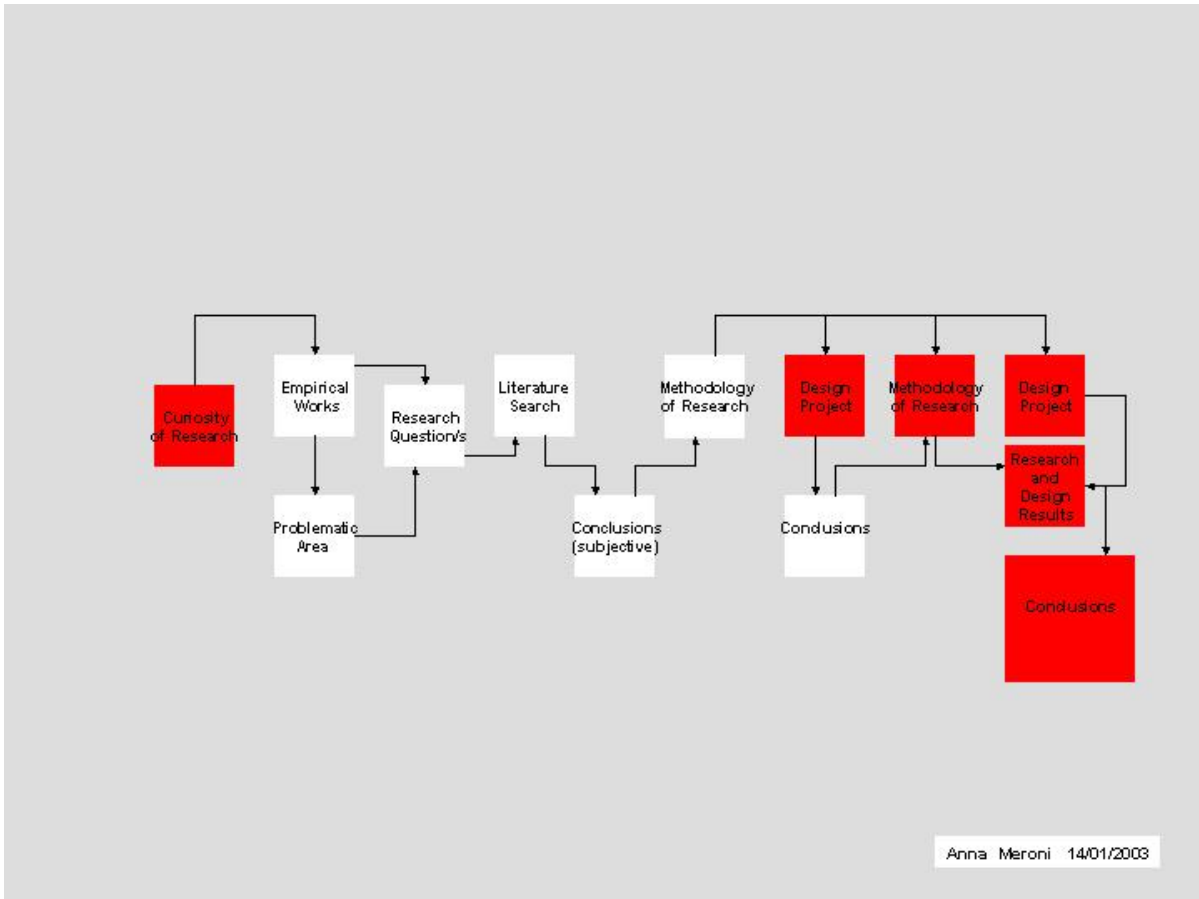 Curiosity
of Research
Empirical
Works
Problematic
Area
Research
Question/s
Literature
Search
Conclusions
(subjective)
Methodology
of Research
Design
Project
Conclusions
Methodology
of Research
Design
Project
Research
and
Design
Results
Conclusions
Anna Meroni 14/01/2003